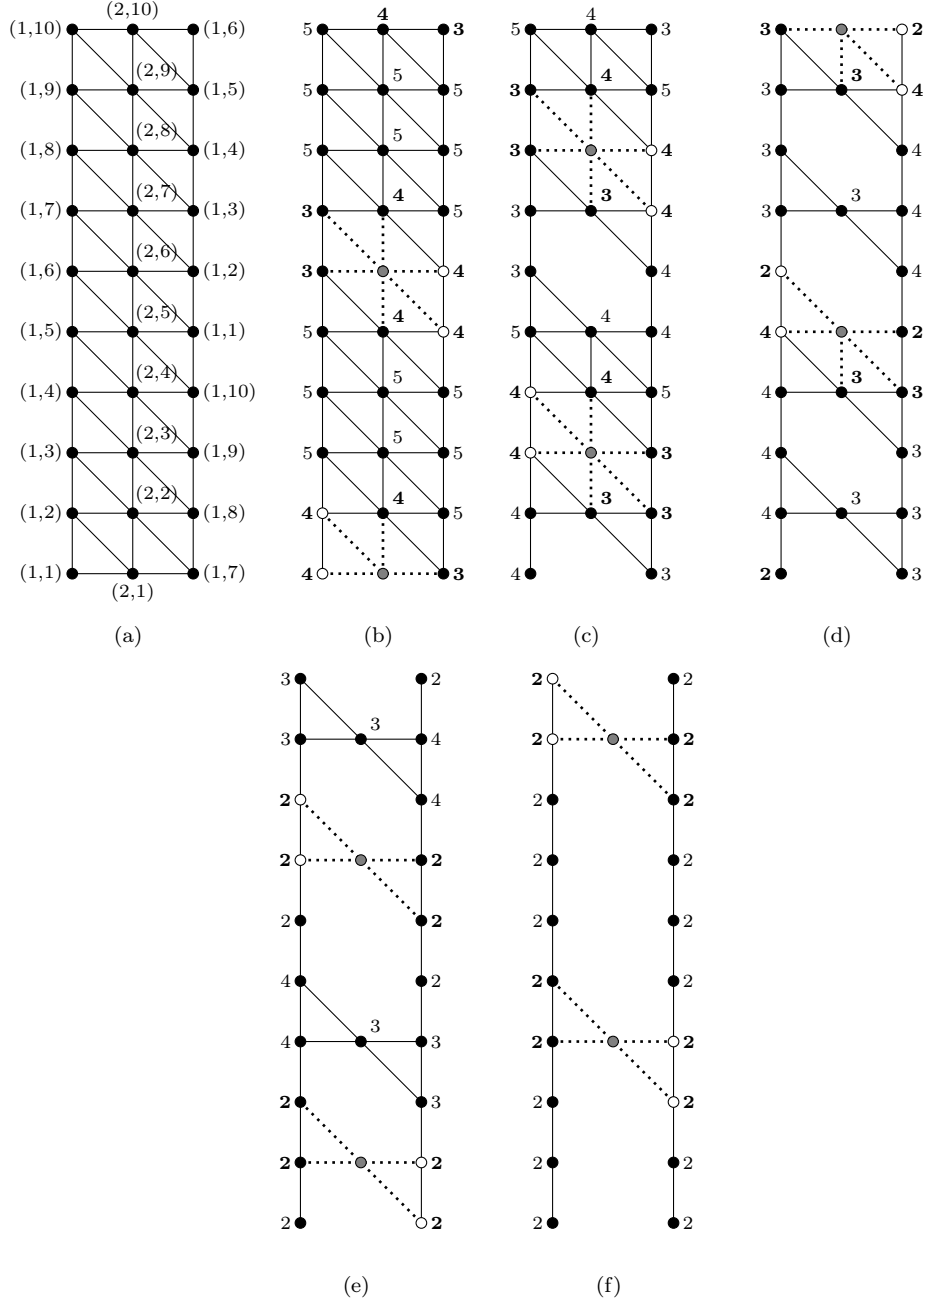 (2,10) 4 4
(1,10) (1,6) 5 3 5 3 3 2
(2,9) 5 4 3
(1,9) (1,5) 5 5 3 5 3 4
(2,8) 5
(1,8) (1,4) 5 5 3 4 3 4
(2,7) 4 3 3
(1,7) (1,3) 3 5 3 4 3 4
(2,6)
(1,6) (1,2) 3 4 3 4 2 4
(2,5) 4 4
(1,5) (1,1) 5 4 5 4 4 2
(2,4) 5 4 3
(1,4) (1,10) 5 5 4 5 4 3
(2,3) 5
(1,3) (1,9) 5 5 4 3 4 3
(2,2) 4 3 3
(1,2) (1,8) 4 5 4 3 4 3
(1,1) (1,7) 4 3 4 3 2 3
(2,1)
(a) (b) (c) (d)
3 2 2 2
3
3 4 2 2
2 4 2 2
2 2 2 2
2 2 2 2
4 2 2 2
3
4 3 2 2
2 3 2 2
2 2 2 2
2 2 2 2
(e) (f)